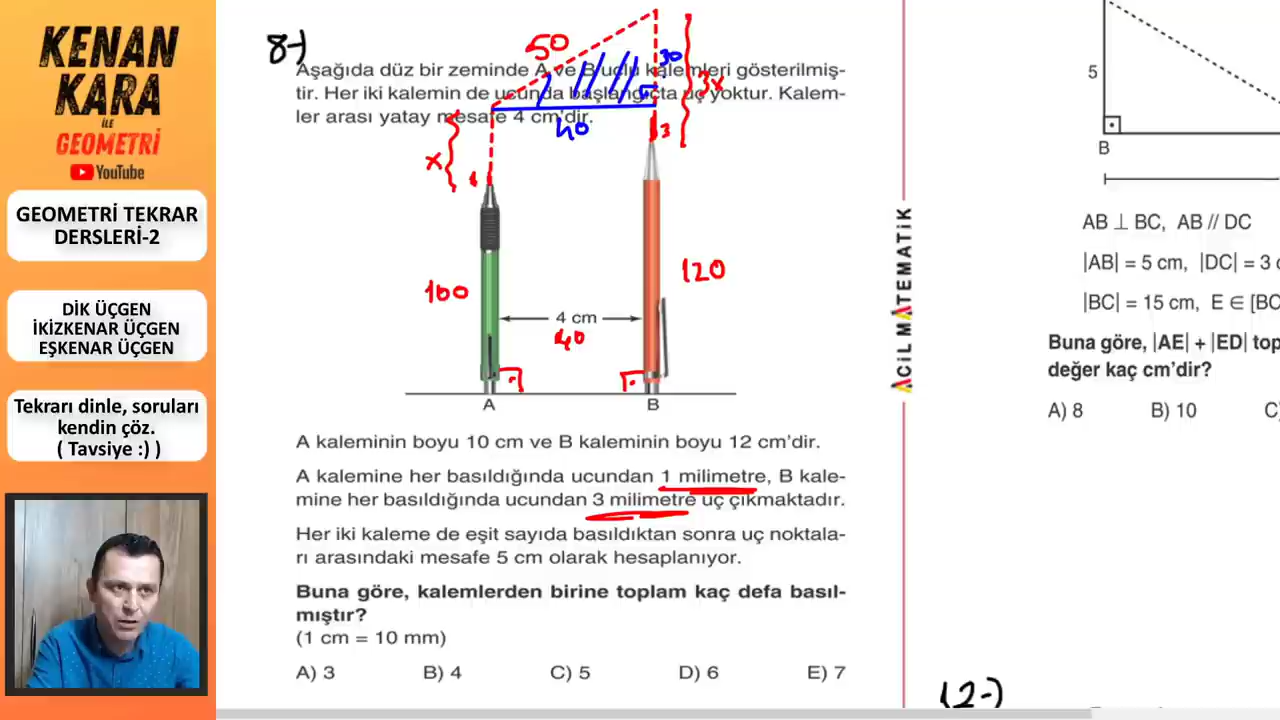 KENAN
KARA
İLE
GEOMETRİ
YouTube
GEOMETRİ TEKRAR
DERSLERİ-2
DİK ÜÇGEN
İKİZKENAR ÜÇGEN
EŞKENAR ÜÇGEN
Tekrarı dinle, soruları
kendin çöz.
( Tavsiye :) )
8-)
Aşağıda düz bir zeminde A ve B uçlu kalemleri gösterilmiş-
tir. Her iki kalemin de ucunda başlangıçta uç yoktur. Kalem-
ler arası yatay mesafe 4 cm'dir.
50
30
3x
40
3
x
1
100
120
4 cm
40
A
B
A kaleminin boyu 10 cm ve B kaleminin boyu 12 cm'dir.
A kalemine her basıldığında ucundan 1 milimetre, B kale-
mine her basıldığında ucundan 3 milimetre uç çıkmaktadır.
Her iki kaleme de eşit sayıda basıldıktan sonra uç noktala-
rı arasındaki mesafe 5 cm olarak hesaplanıyor.
Buna göre, kalemlerden birine toplam kaç defa basıl-
mıştır?
(1 cm = 10 mm)
A) 3 B) 4 C) 5 D) 6 E) 7
ACİL MATEMATİK
5
B
AB ⊥ BC, AB // DC
|AB| = 5 cm, |DC| = 3 c
|BC| = 15 cm, E ∈ [BC
Buna göre, |AE| + |ED| top
değer kaç cm'dir?
A) 8 B) 10 C)
12-)